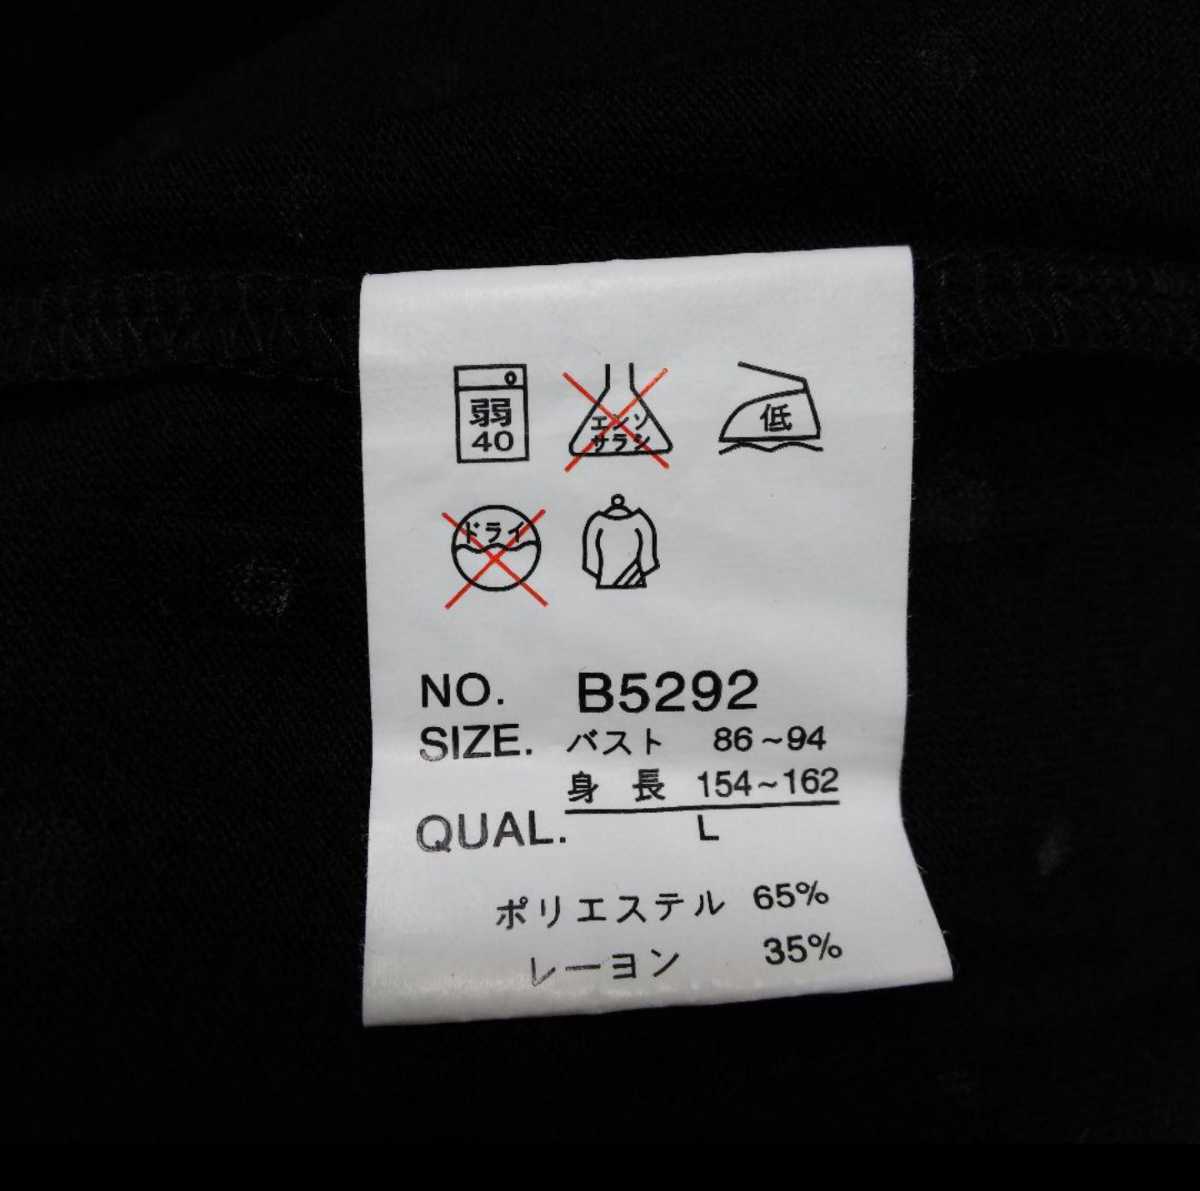 弱
40
エンソ
サラシ
低
ドライ
NO. B5292
SIZE. バスト 86~94
身長 154~162
QUAL. L
ポリエステル 65%
レーヨン 35%